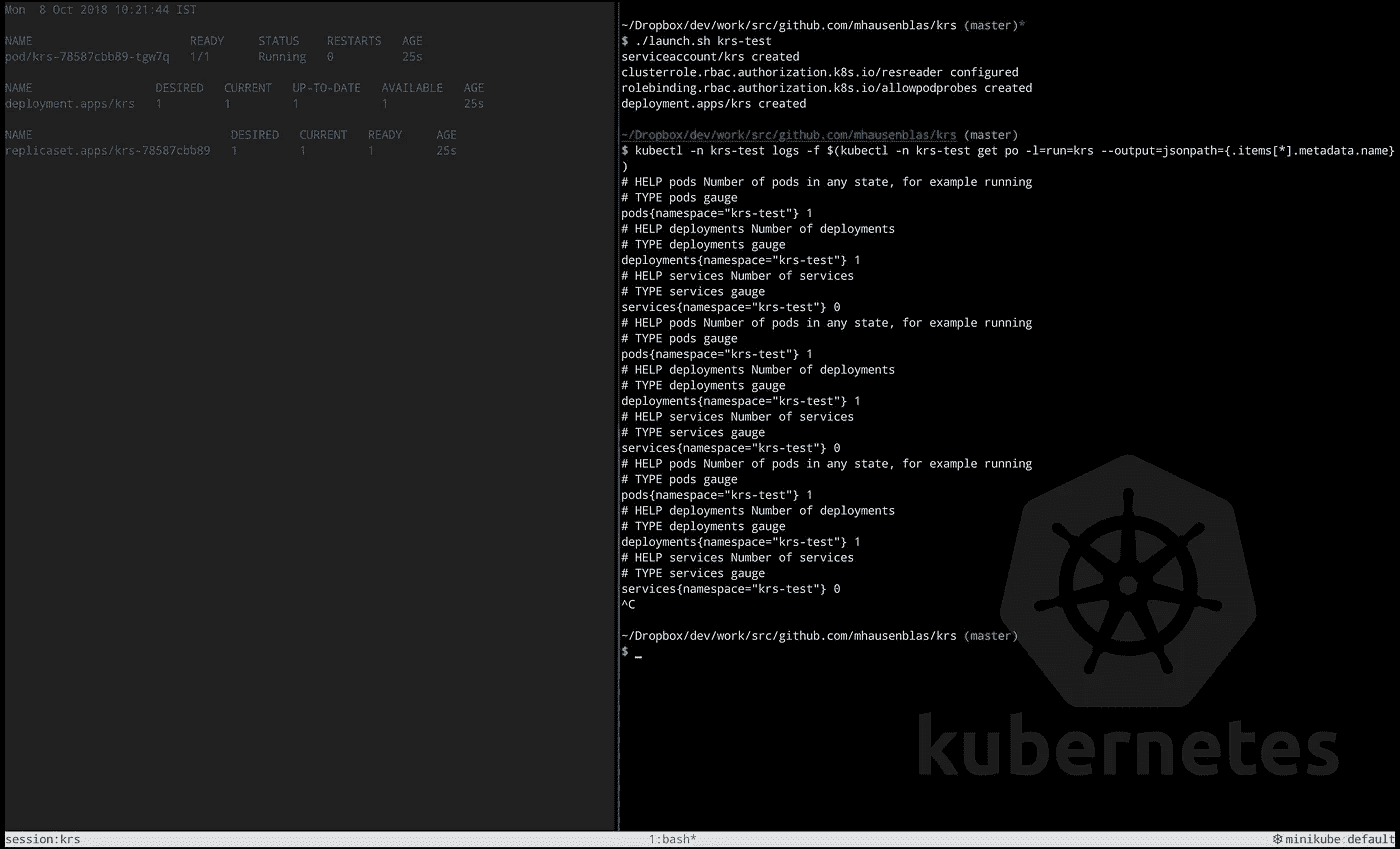 Mon  8 Oct 2018 10:21:44 IST
NAME                       READY     STATUS    RESTARTS   AGE
pod/krs-78587cbb89-tgw7q   1/1       Running   0          25s
NAME                  DESIRED   CURRENT   UP-TO-DATE   AVAILABLE   AGE
deployment.apps/krs   1         1         1            1           25s
NAME                             DESIRED   CURRENT   READY     AGE
replicaset.apps/krs-78587cbb89   1         1         1         25s
~/Dropbox/dev/work/src/github.com/mhausenblas/krs (master)*
$ ./launch.sh krs-test
serviceaccount/krs created
clusterrole.rbac.authorization.k8s.io/resreader configured
rolebinding.rbac.authorization.k8s.io/allowpodprobes created
deployment.apps/krs created
~/Dropbox/dev/work/src/github.com/mhausenblas/krs (master)
$ kubectl -n krs-test logs -f $(kubectl -n krs-test get po -l=run=krs --output=jsonpath={.items[*].metadata.name}
)
# HELP pods Number of pods in any state, for example running
# TYPE pods gauge
pods{namespace="krs-test"} 1
# HELP deployments Number of deployments
# TYPE deployments gauge
deployments{namespace="krs-test"} 1
# HELP services Number of services
# TYPE services gauge
services{namespace="krs-test"} 0
# HELP pods Number of pods in any state, for example running
# TYPE pods gauge
pods{namespace="krs-test"} 1
# HELP deployments Number of deployments
# TYPE deployments gauge
deployments{namespace="krs-test"} 1
# HELP services Number of services
# TYPE services gauge
services{namespace="krs-test"} 0
# HELP pods Number of pods in any state, for example running
# TYPE pods gauge
pods{namespace="krs-test"} 1
# HELP deployments Number of deployments
# TYPE deployments gauge
deployments{namespace="krs-test"} 1
# HELP services Number of services
# TYPE services gauge
services{namespace="krs-test"} 0
^C
~/Dropbox/dev/work/src/github.com/mhausenblas/krs (master)
$ _
kubernetes
session:krs 1:bash* minikube:default